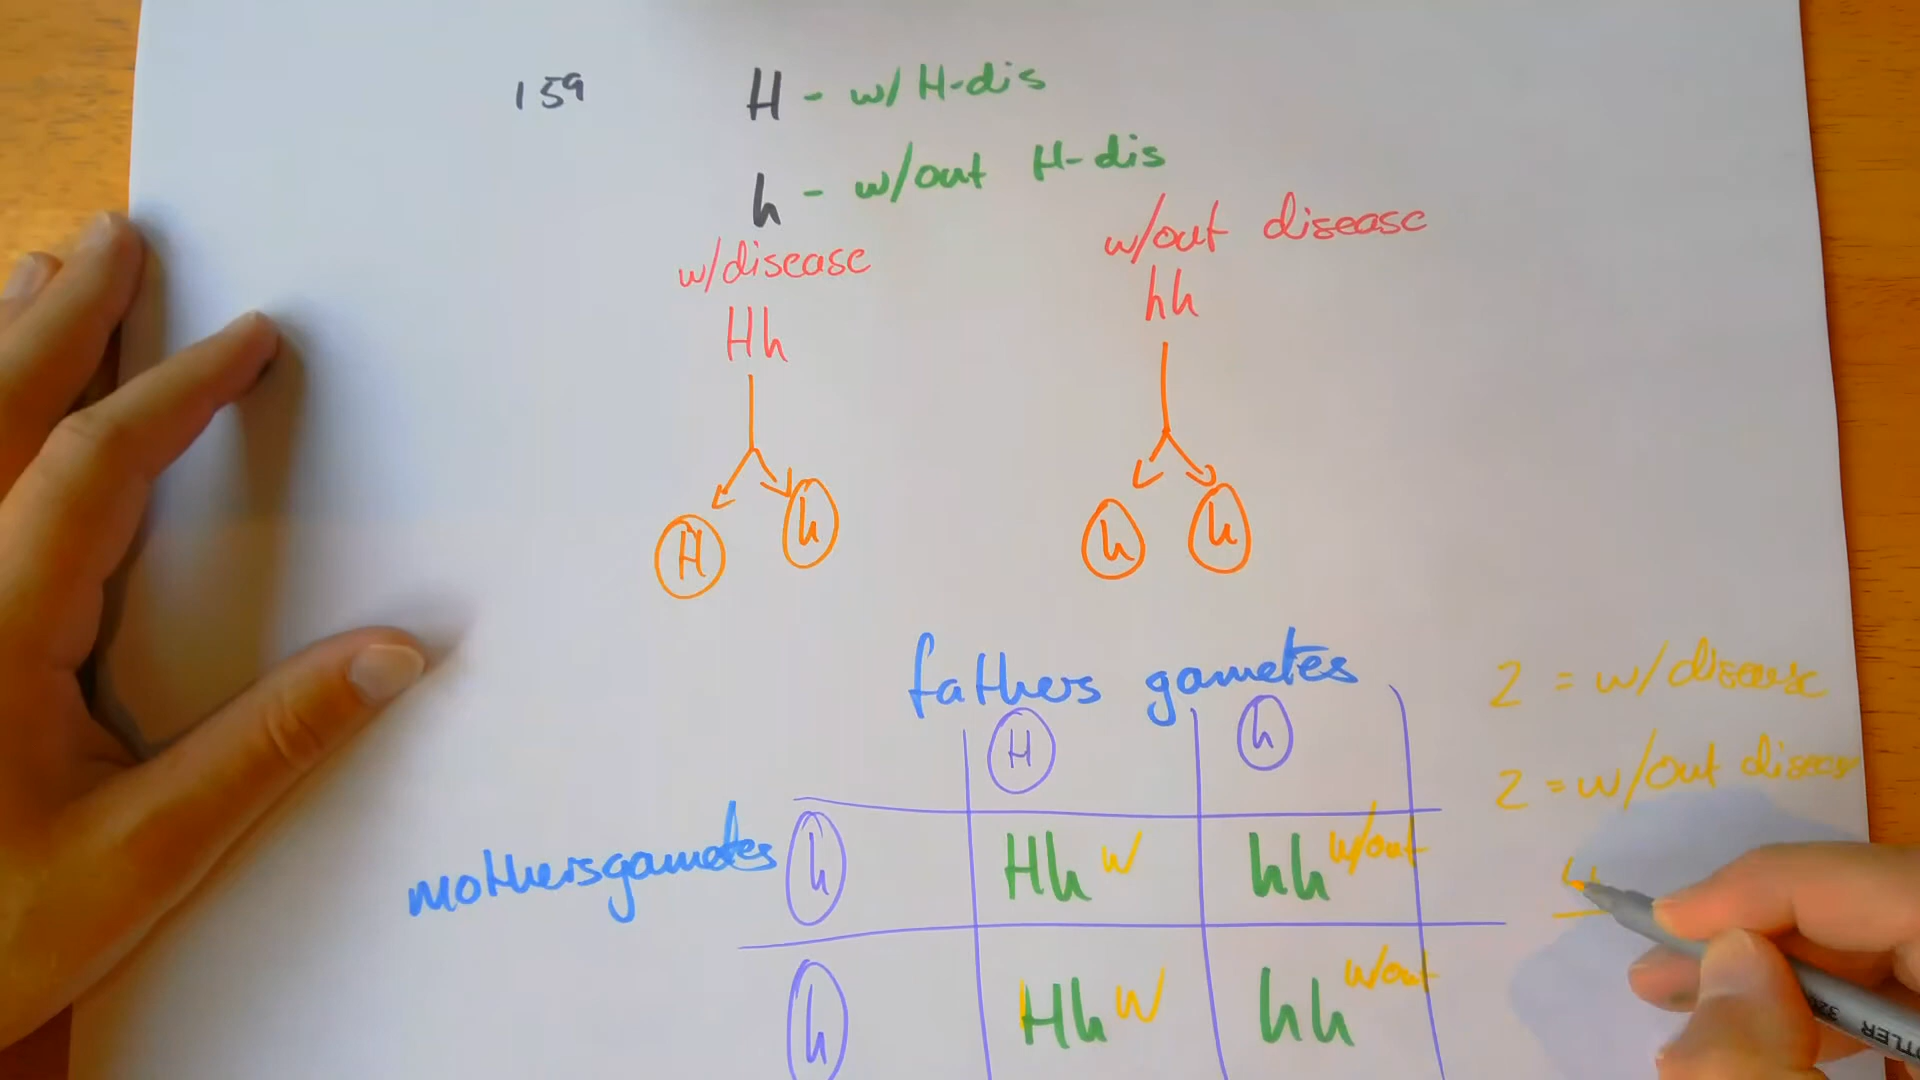 159
H - w/ H-dis
h - w/out H-dis
w/disease
w/out disease
Hh
hh
H h
h h
fathers gametes
2 = w/disease
2 = w/out disease
H h
mothers gametes h Hh w hh w/out
h Hh w hh w/out